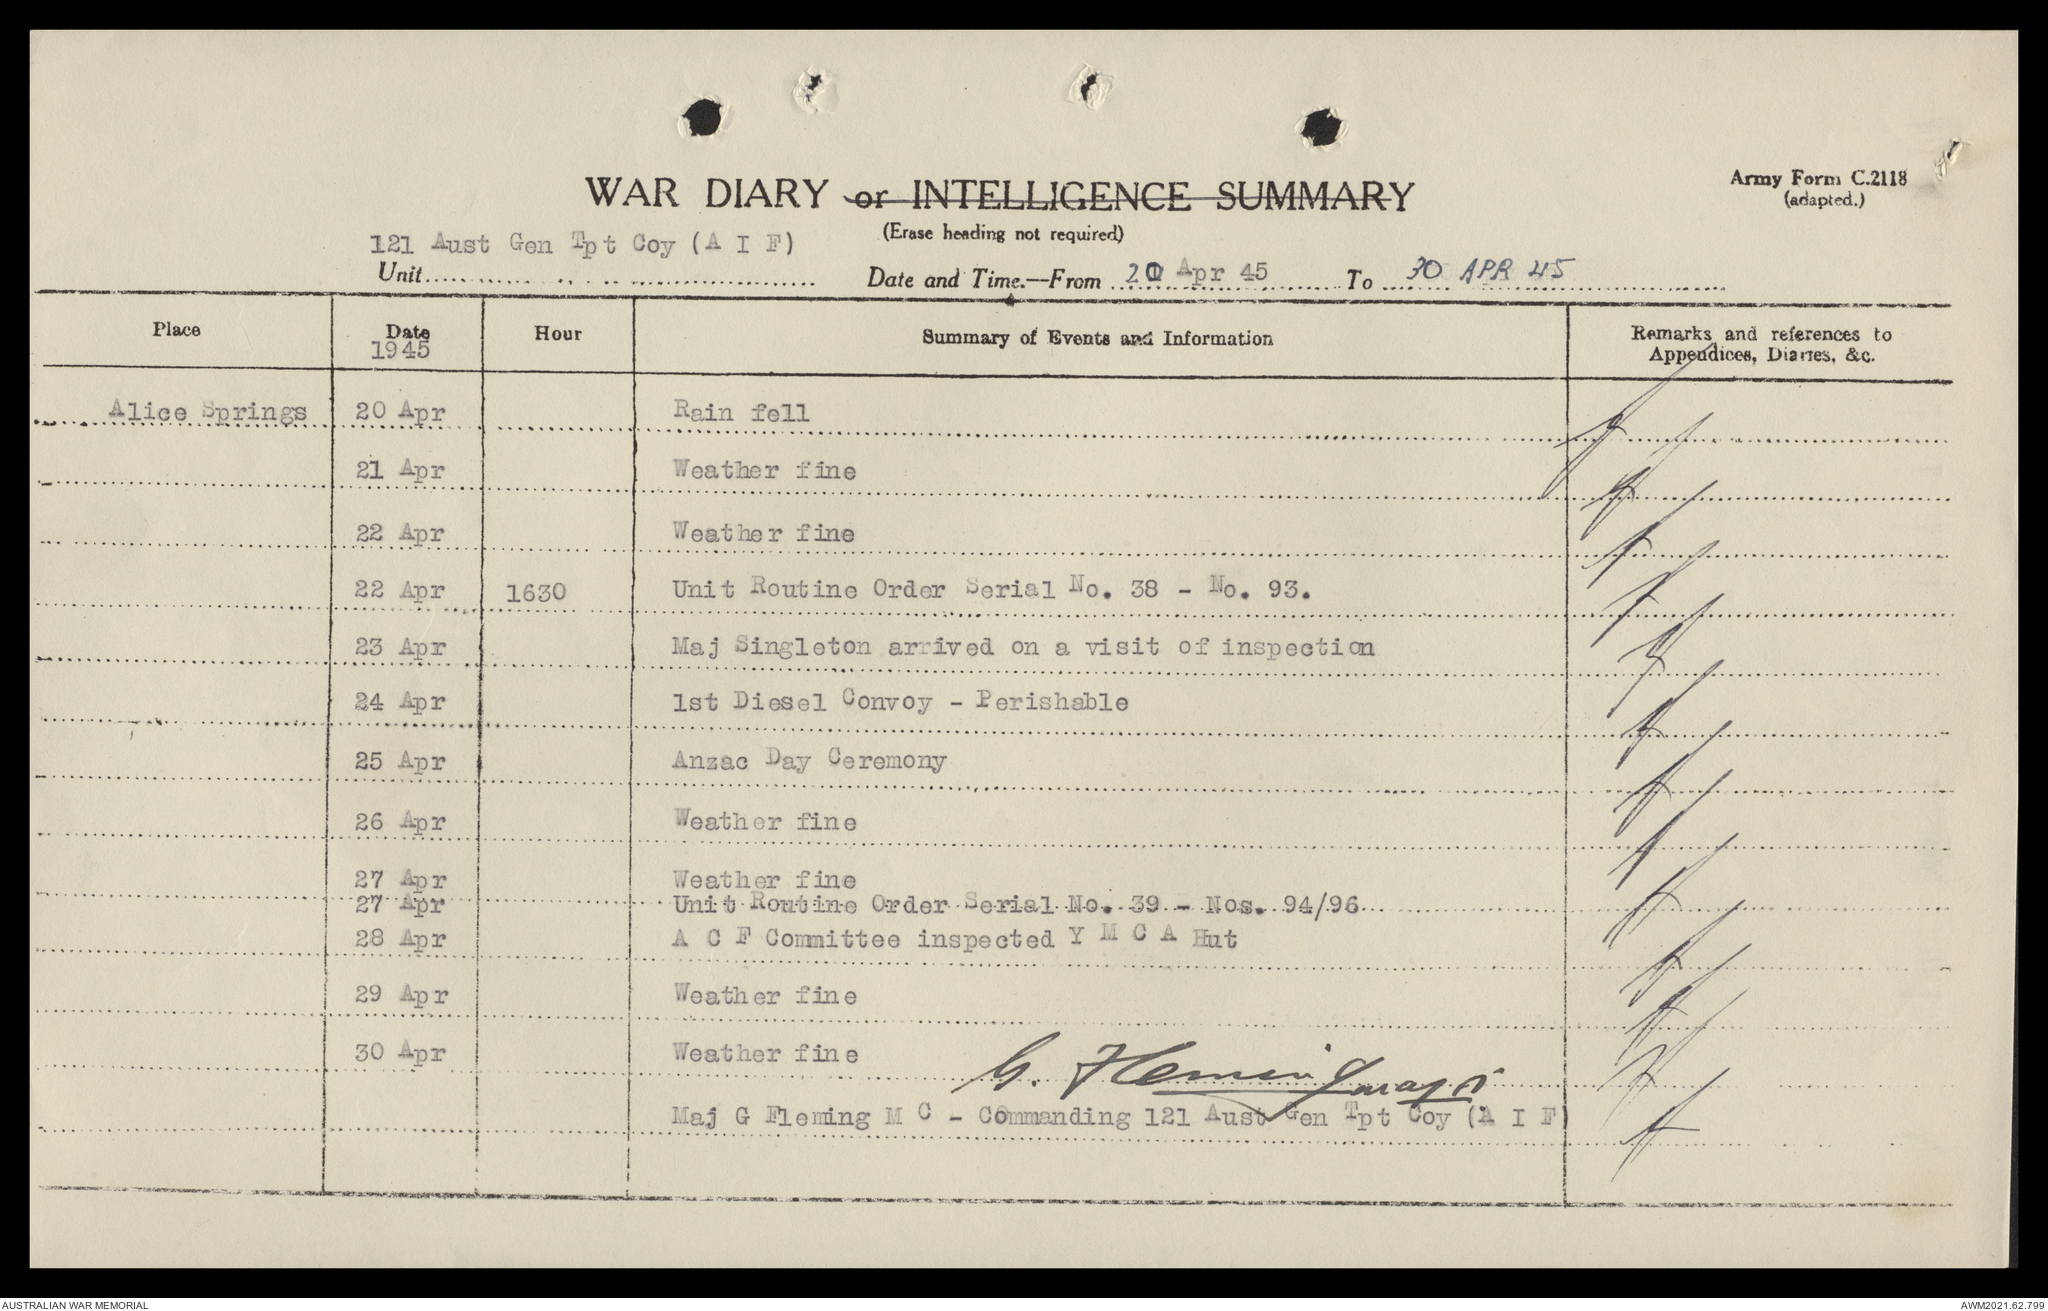 WAR DIARY or INTELLIGENCE SUMMARY
Army Form C.2118
(adapted.)
(Erase heading not required)
121 Aust Gen Tpt Coy (A I F)
Unit Date and Time.—From 20 Apr 45 To 30 APR 45
Place Date Hour Summary of Events and Information Remarks and references to
1945 Appendices, Diaries, &c.
Alice Springs 20 Apr Rain fell
21 Apr Weather fine
22 Apr Weather fine
22 Apr 1630 Unit Routine Order Serial No. 38 - No. 93.
23 Apr Maj Singleton arrived on a visit of inspection
24 Apr 1st Diesel Convoy - Perishable
25 Apr Anzac Day Ceremony
26 Apr Weather fine
27 Apr Weather fine
27 Apr Unit Routine Order Serial No. 39 - Nos. 94/96
28 Apr A C F Committee inspected Y M C A Hut
29 Apr Weather fine
30 Apr Weather fine
G. Fleming Major
Maj G Fleming M C - Commanding 121 Aust Gen Tpt Coy (A I F)
AUSTRALIAN WAR MEMORIAL AWM2021.62.799